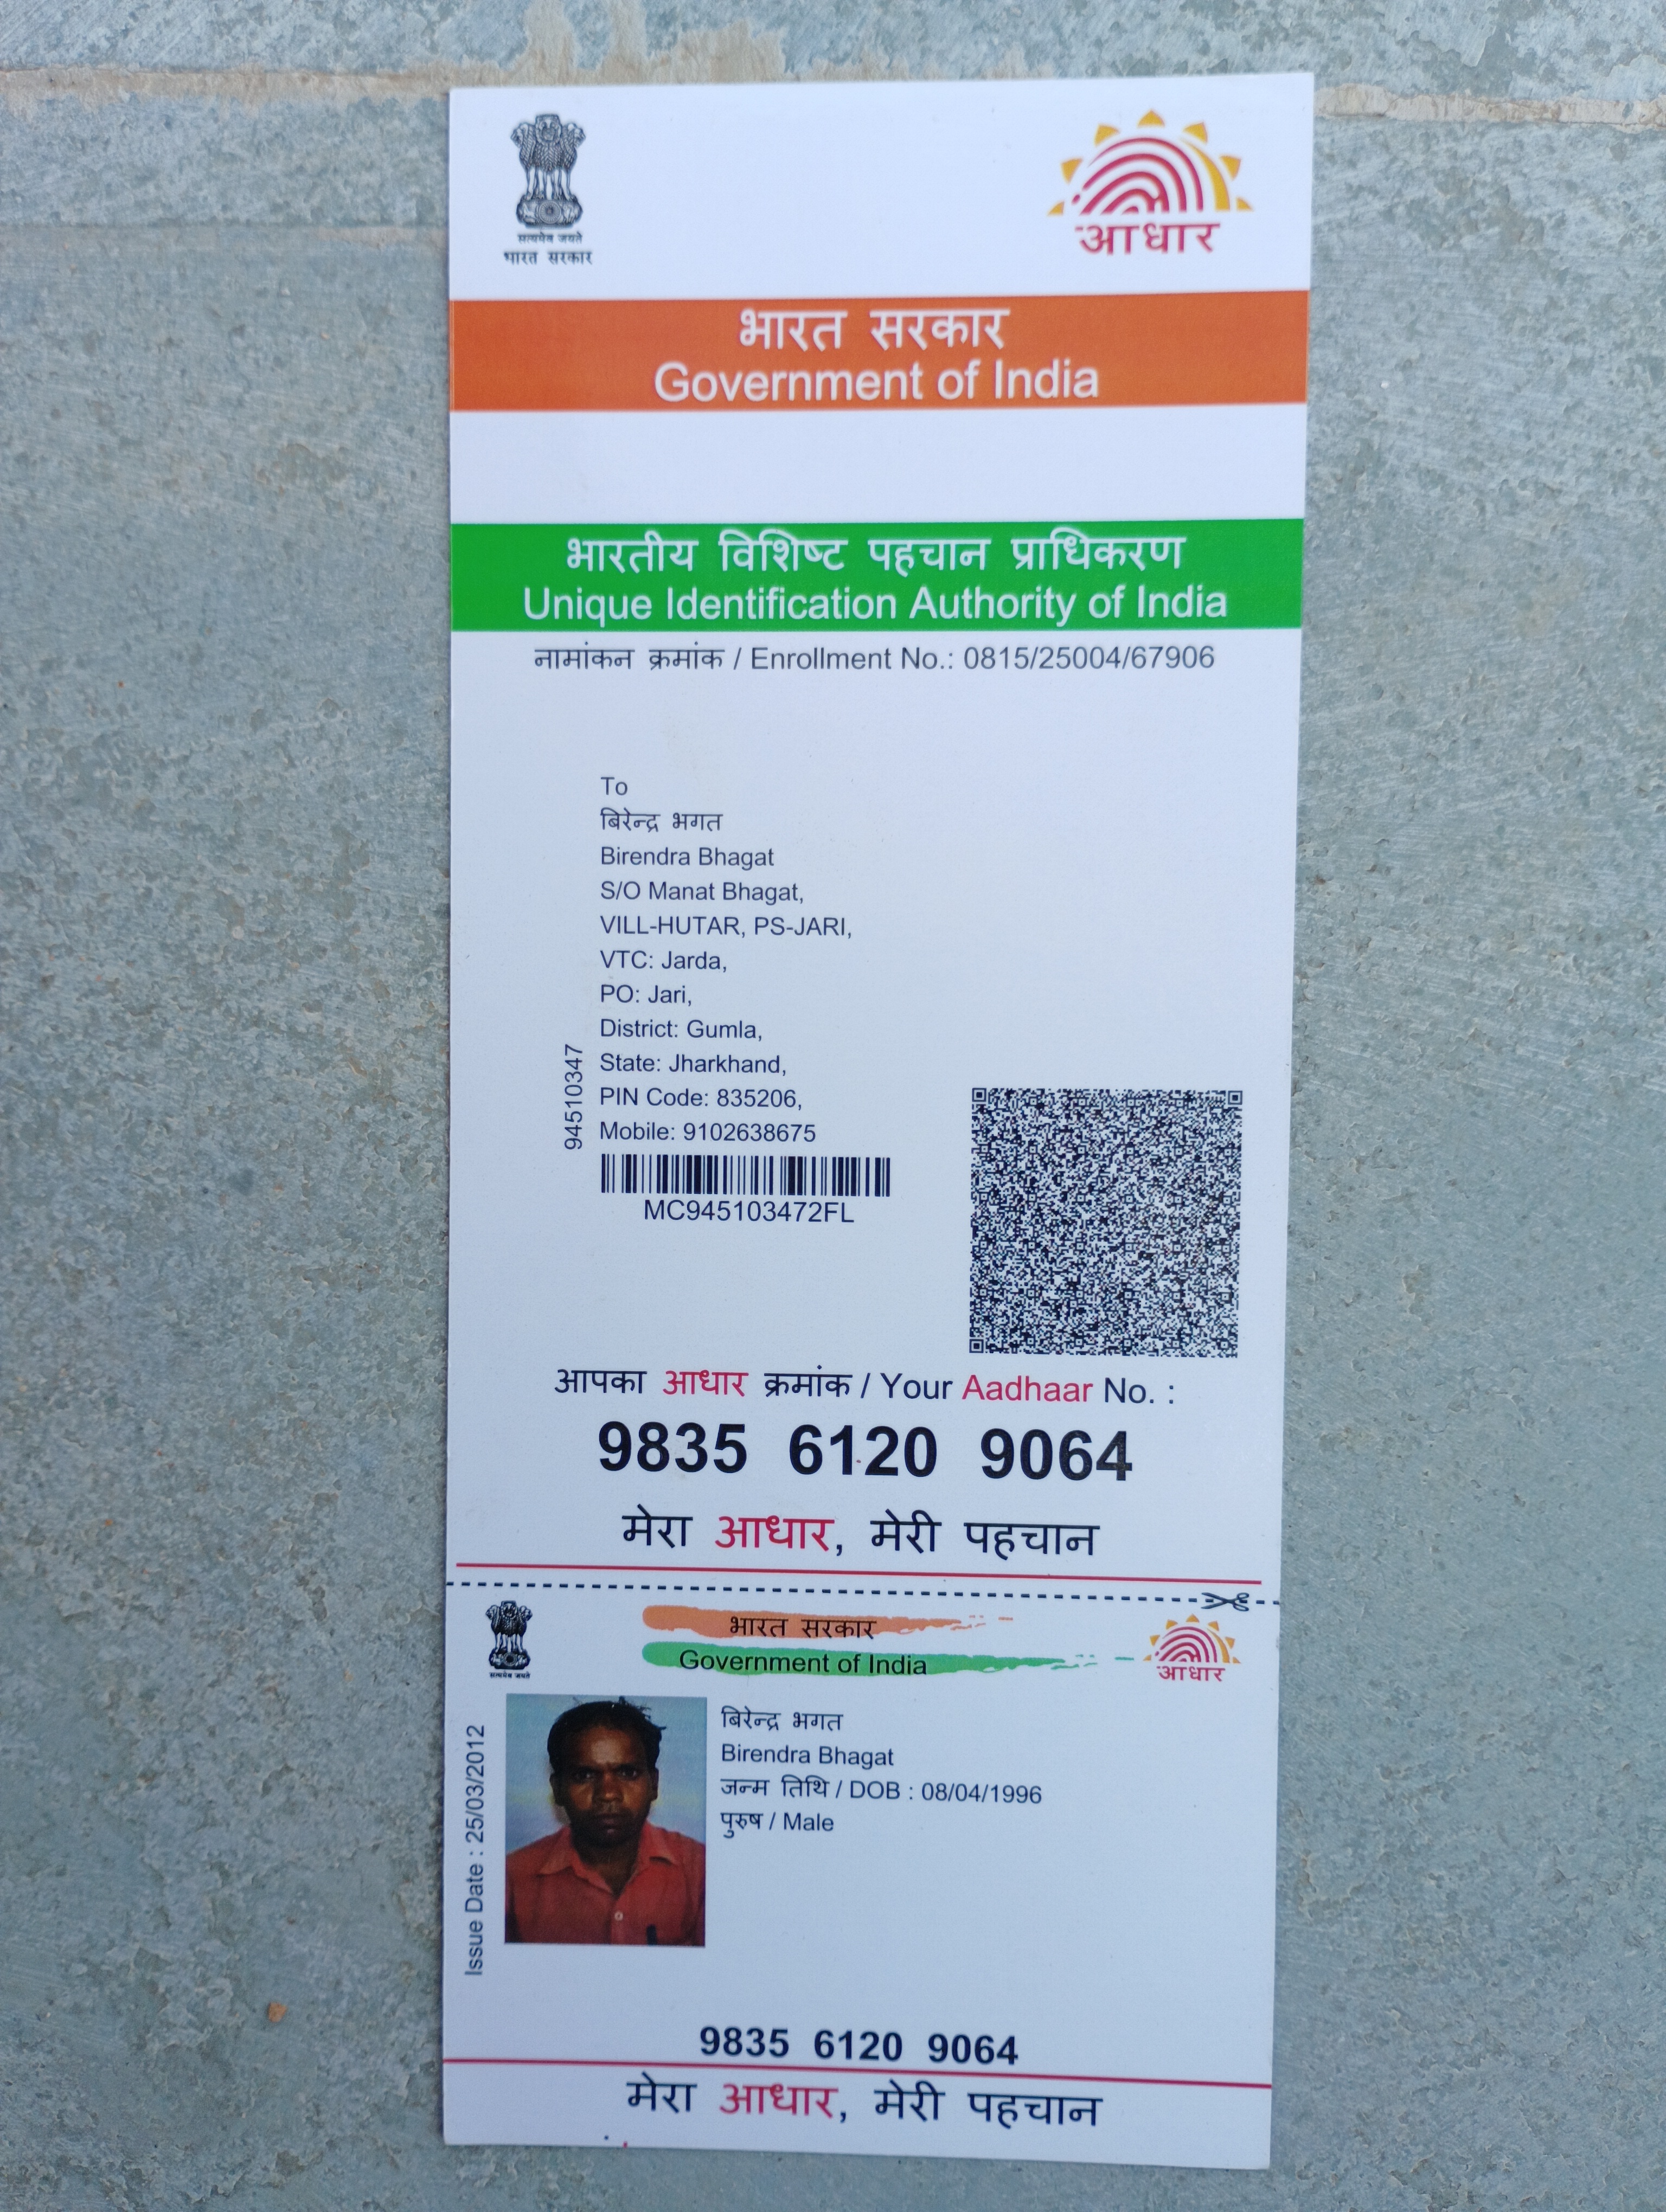 सत्यमेव जयते
भारत सरकार
आधार
भारत सरकार
Government of India
भारतीय विशिष्ट पहचान प्राधिकरण
Unique Identification Authority of India
नामांकन क्रमांक / Enrollment No.: 0815/25004/67906
To
बिरेन्द्र भगत
Birendra Bhagat
S/O Manat Bhagat,
VILL-HUTAR, PS-JARI,
VTC: Jarda,
PO: Jari,
District: Gumla,
State: Jharkhand,
PIN Code: 835206,
Mobile: 9102638675
94510347
MC945103472FL
आपका आधार क्रमांक / Your Aadhaar No. :
9835 6120 9064
मेरा आधार, मेरी पहचान
सत्यमेव जयते
भारत सरकार
Government of India
आधार
Issue Date : 25/03/2012
बिरेन्द्र भगत
Birendra Bhagat
जन्म तिथि / DOB : 08/04/1996
पुरुष / Male
9835 6120 9064
मेरा आधार, मेरी पहचान